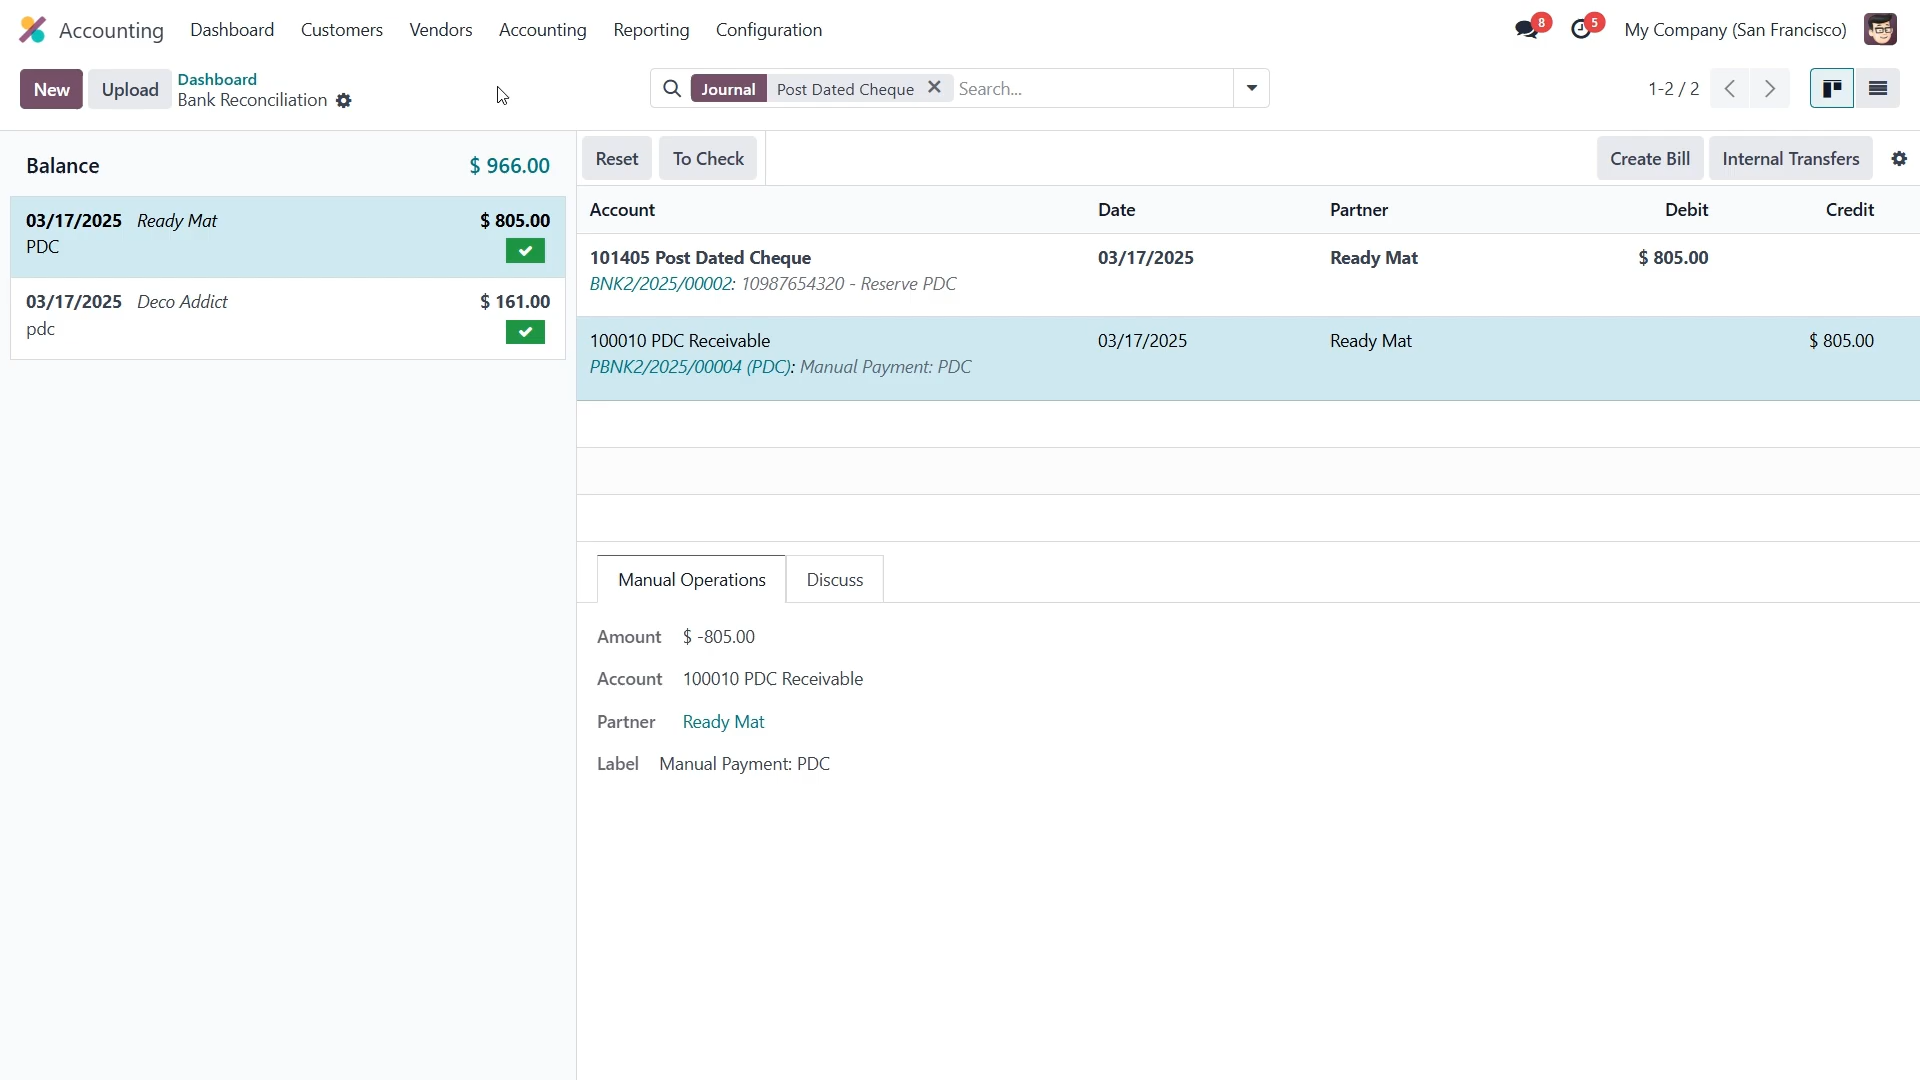 Accounting Dashboard Customers Vendors Accounting Reporting Configuration 8 5 My Company (San Francisco)
New Upload Dashboard
Bank Reconciliation
Journal Post Dated Cheque Search...
1-2 / 2
Balance $ 966.00
03/17/2025 Ready Mat $ 805.00
PDC
03/17/2025 Deco Addict $ 161.00
pdc
Reset To Check Create Bill Internal Transfers
Account Date Partner Debit Credit
101405 Post Dated Cheque 03/17/2025 Ready Mat $ 805.00
BNK2/2025/00002: 10987654320 - Reserve PDC
100010 PDC Receivable 03/17/2025 Ready Mat $ 805.00
PBNK2/2025/00004 (PDC): Manual Payment: PDC
Manual Operations Discuss
Amount $ -805.00
Account 100010 PDC Receivable
Partner Ready Mat
Label Manual Payment: PDC